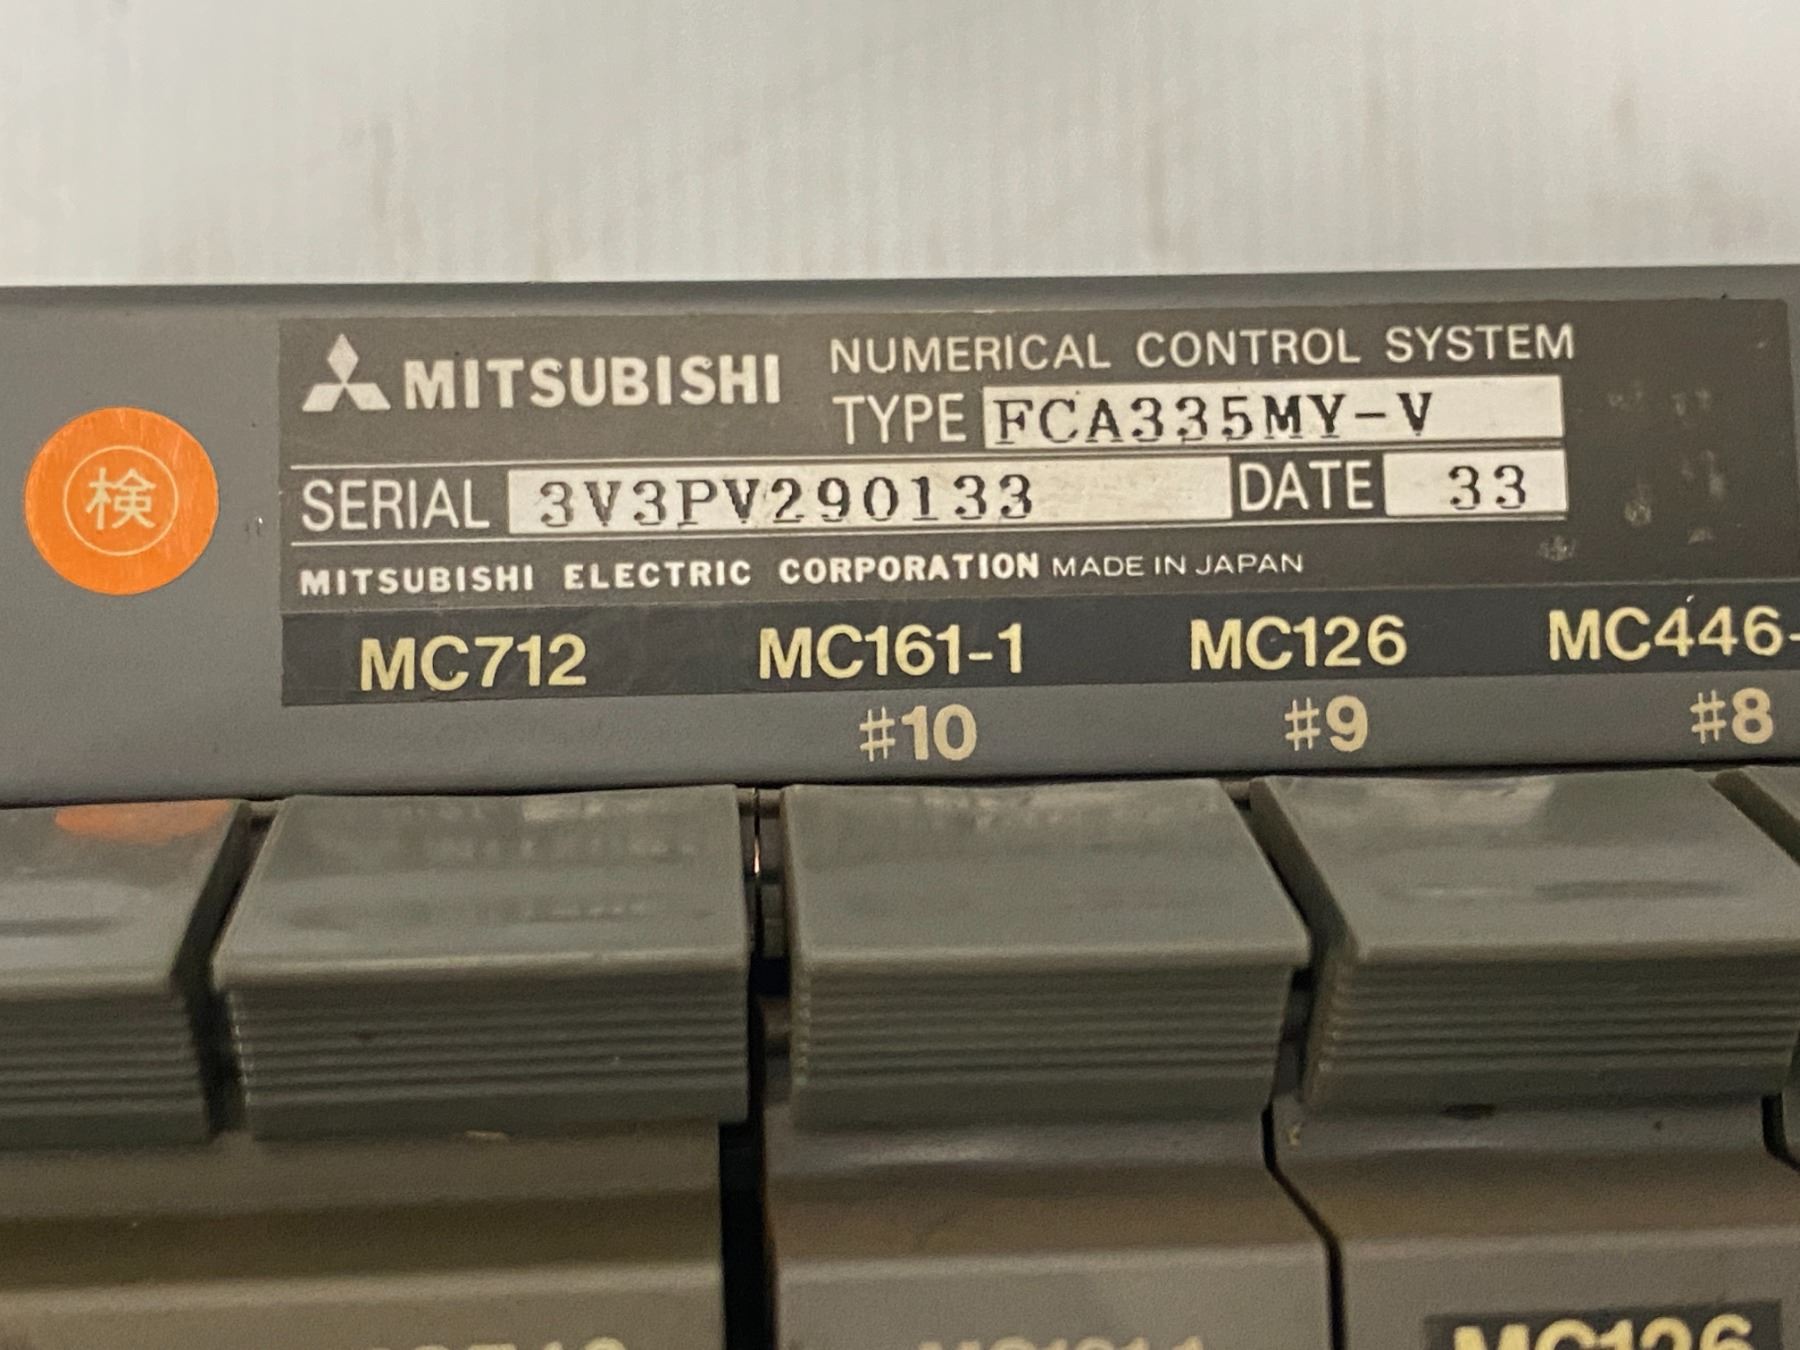 検
MITSUBISHI
NUMERICAL CONTROL SYSTEM
TYPE FCA335MY-V
SERIAL 3V3PV290133 DATE 33
MITSUBISHI ELECTRIC CORPORATION MADE IN JAPAN
MC712 MC161-1 MC126 MC446-
#10 #9 #8
MC126